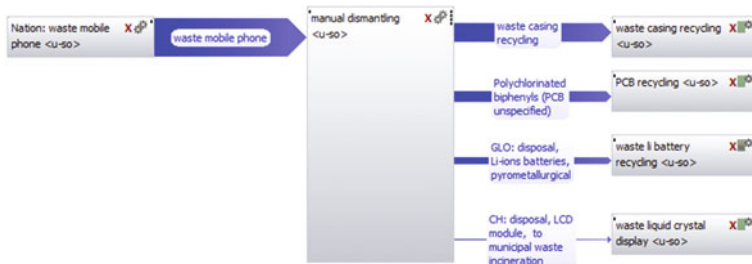 Nation: waste mobile
phone <u-so>
waste mobile phone
manual dismantling
<u-so>
waste casing
recycling
waste casing recycling
<u-so>
Polychlorinated
biphenyls (PCB
unspecified)
PCB recycling <u-so>
GLO: disposal,
Li-ions batteries,
pyrometallurgical
waste li battery
recycling <u-so>
CH: disposal, LCD
module, to
municipal waste
incineration
waste liquid crystal
display <u-so>